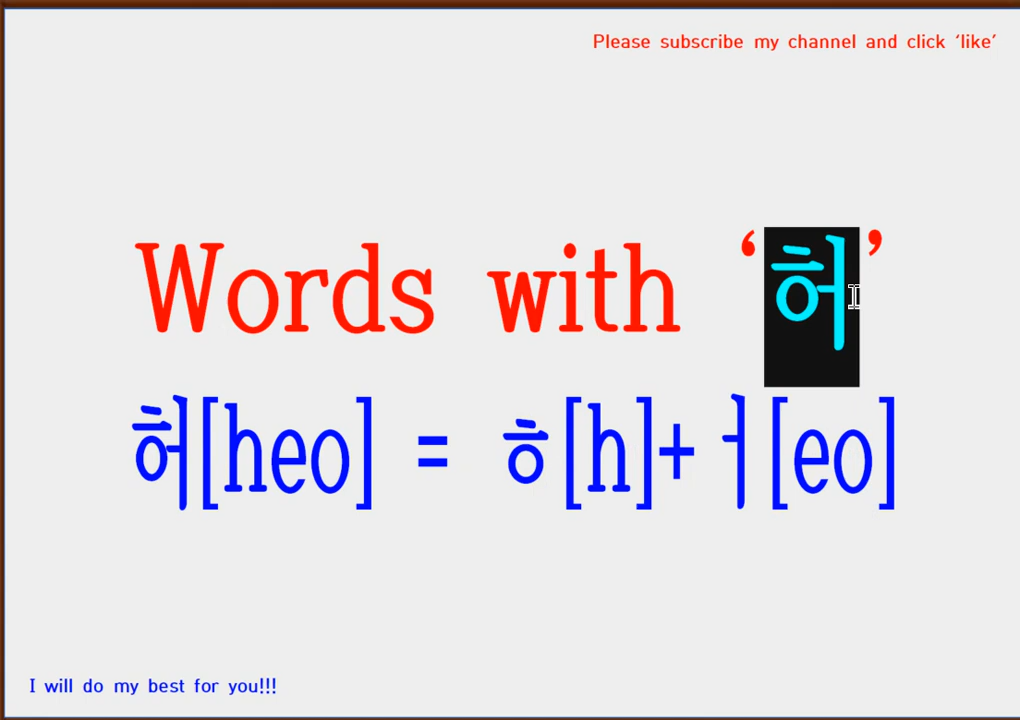 Please subscribe my channel and click ‘like’
Words with ‘허’
허[heo] = ㅎ[h]+ ㅓ[eo]
I will do my best for you!!!